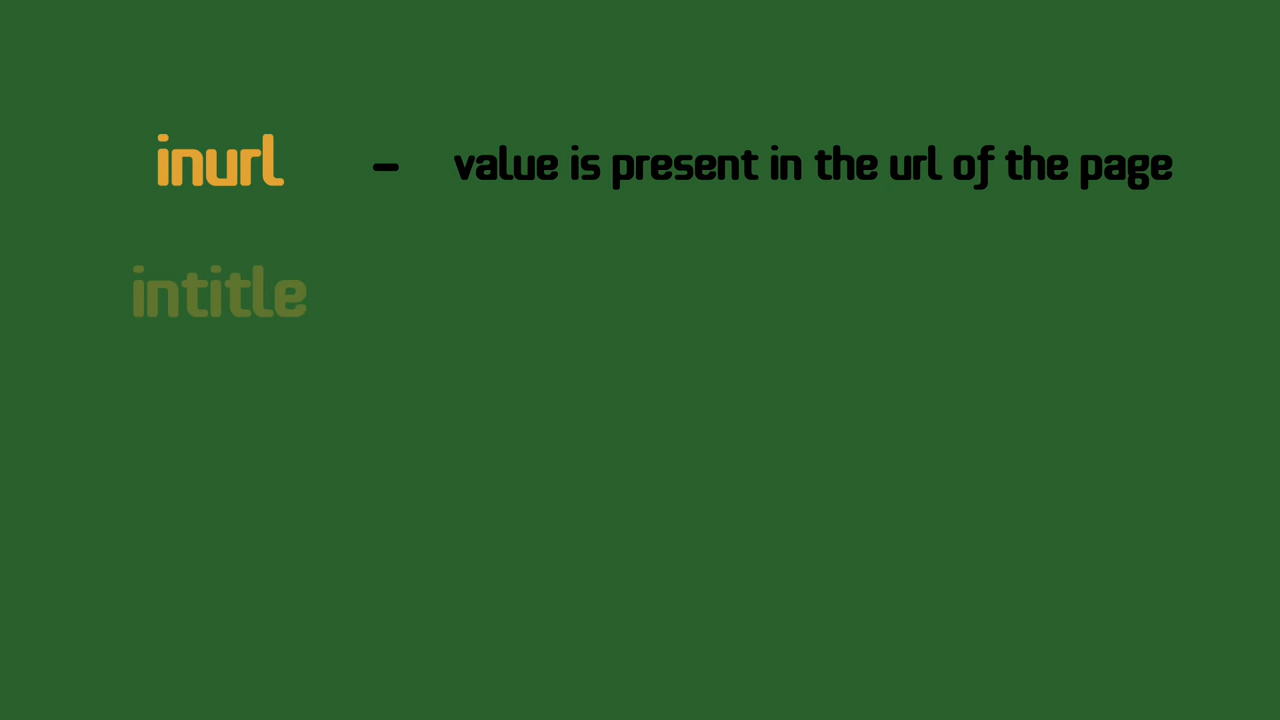 inurl - value is present in the url of the page
intitle